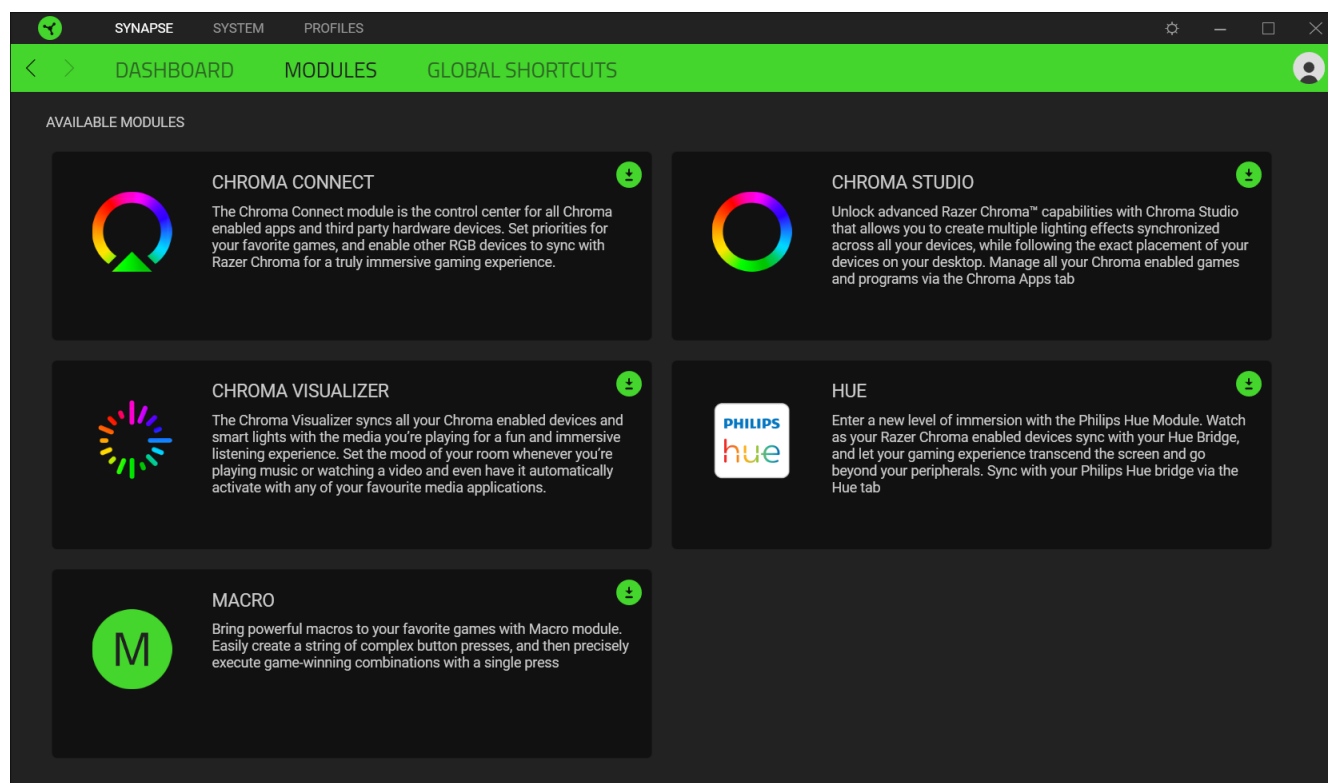 SYNAPSE SYSTEM PROFILES
DASHBOARD MODULES GLOBAL SHORTCUTS
AVAILABLE MODULES
CHROMA CONNECT
The Chroma Connect module is the control center for all Chroma
enabled apps and third party hardware devices. Set priorities for
your favorite games, and enable other RGB devices to sync with
Razer Chroma for a truly immersive gaming experience.
CHROMA STUDIO
Unlock advanced Razer Chroma™ capabilities with Chroma Studio
that allows you to create multiple lighting effects synchronized
across all your devices, while following the exact placement of your
devices on your desktop. Manage all your Chroma enabled games
and programs via the Chroma Apps tab
CHROMA VISUALIZER
The Chroma Visualizer syncs all your Chroma enabled devices and
smart lights with the media you're playing for a fun and immersive
listening experience. Set the mood of your room whenever you're
playing music or watching a video and even have it automatically
activate with any of your favourite media applications.
PHILIPS
hue
HUE
Enter a new level of immersion with the Philips Hue Module. Watch
as your Razer Chroma enabled devices sync with your Hue Bridge,
and let your gaming experience transcend the screen and go
beyond your peripherals. Sync with your Philips Hue bridge via the
Hue tab
M
MACRO
Bring powerful macros to your favorite games with Macro module.
Easily create a string of complex button presses, and then precisely
execute game-winning combinations with a single press